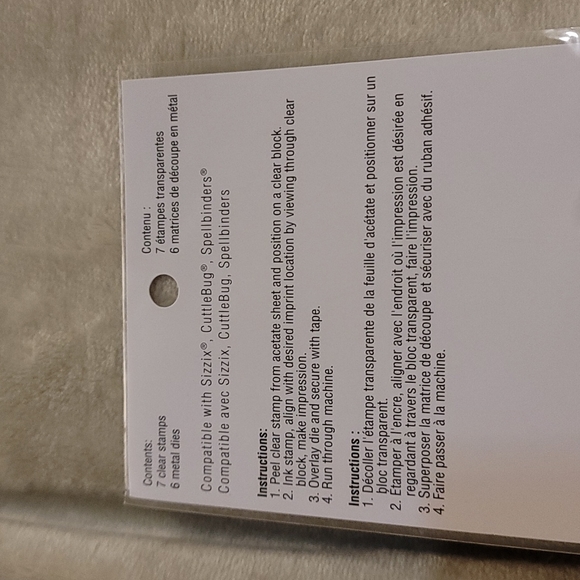 Contents:
7 clear stamps
6 metal dies
Contenu :
7 étampes transparentes
6 matrices de découpe en métal
Compatible with Sizzix®, CuttleBug®, Spellbinders®
Compatible avec Sizzix, CuttleBug, Spellbinders
Instructions:
1. Peel clear stamp from acetate sheet and position on a clear block.
2. Ink stamp, align with desired imprint location by viewing through clear
block, make impression.
3. Overlay die and secure with tape.
4. Run through machine.
Instructions :
1. Décoller l'étampe transparente de la feuille d'acétate et positionner sur un
bloc transparent.
2. Étamper à l'encre, aligner avec l'endroit où l'impression est désirée en
regardant à travers le bloc transparent, faire l'impression.
3. Superposer la matrice de découpe et sécuriser avec du ruban adhésif.
4. Faire passer à la machine.